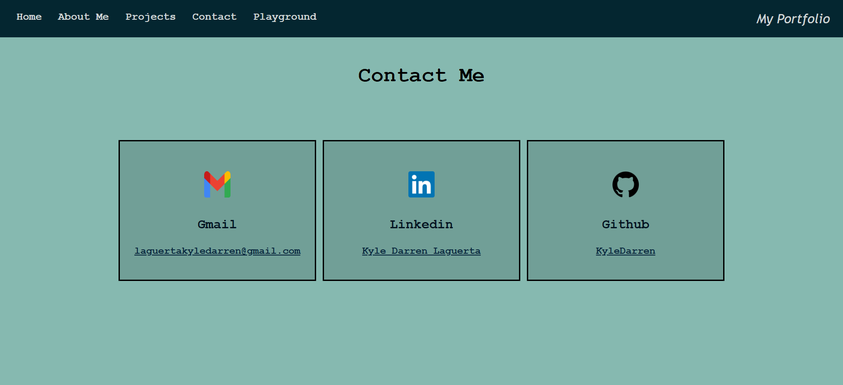 Home About Me Projects Contact Playground My Portfolio
Contact Me
in
Gmail Linkedin Github
laguertakyledarren@gmail.com Kyle Darren Laguerta KyleDarren